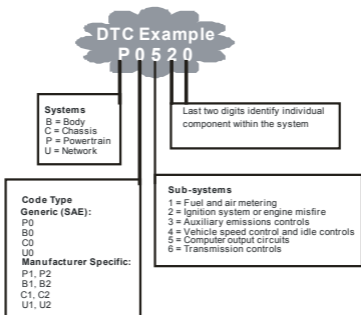 DTC Example
P 0 5 2 0
Systems
B = Body
C = Chassis
P = Powertrain
U = Network
Last two digits identify individual
component within the system
Code Type
Generic (SAE):
P0
B0
C0
U0
Manufacturer Specific:
P1, P2
B1, B2
C1, C2
U1, U2
Sub-systems
1 = Fuel and air metering
2 = Ignition system or engine misfire
3 = Auxiliary emissions controls
4 = Vehicle speed control and idle controls
5 = Computer output circuits
6 = Transmission controls